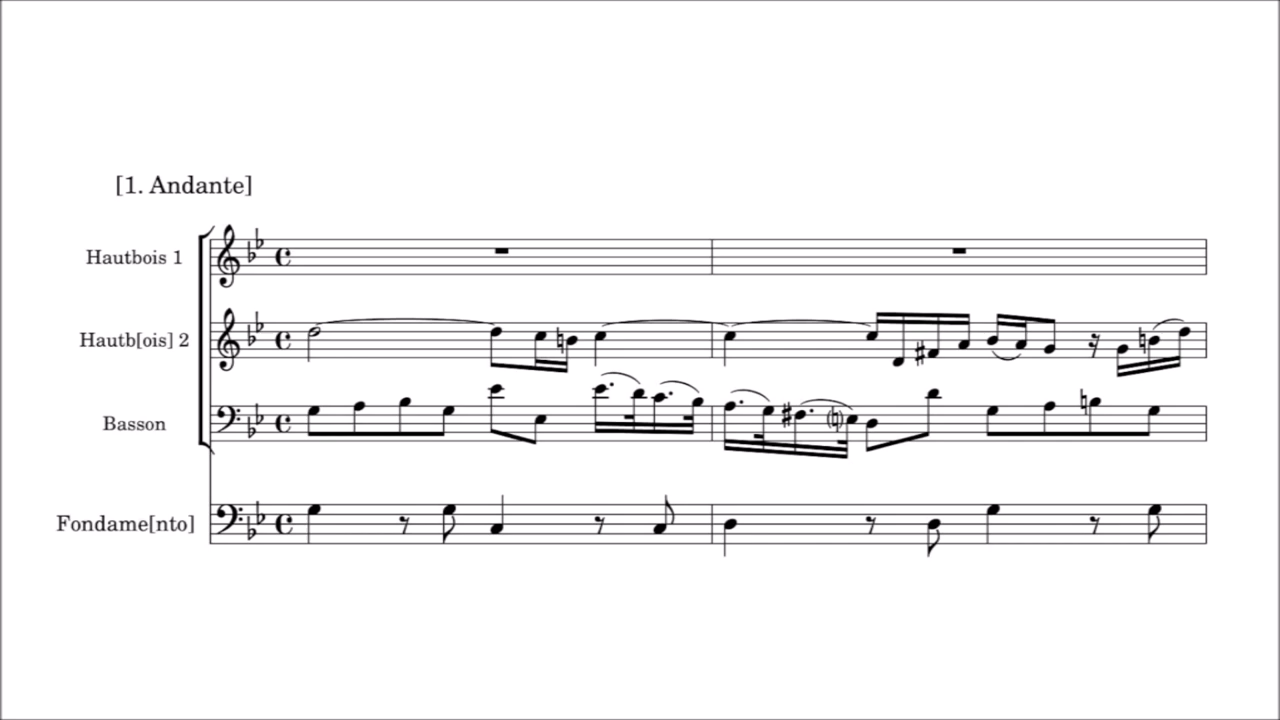 [1. Andante]
Hautbois 1
Hautb[ois] 2
Basson
Fondame[nto]